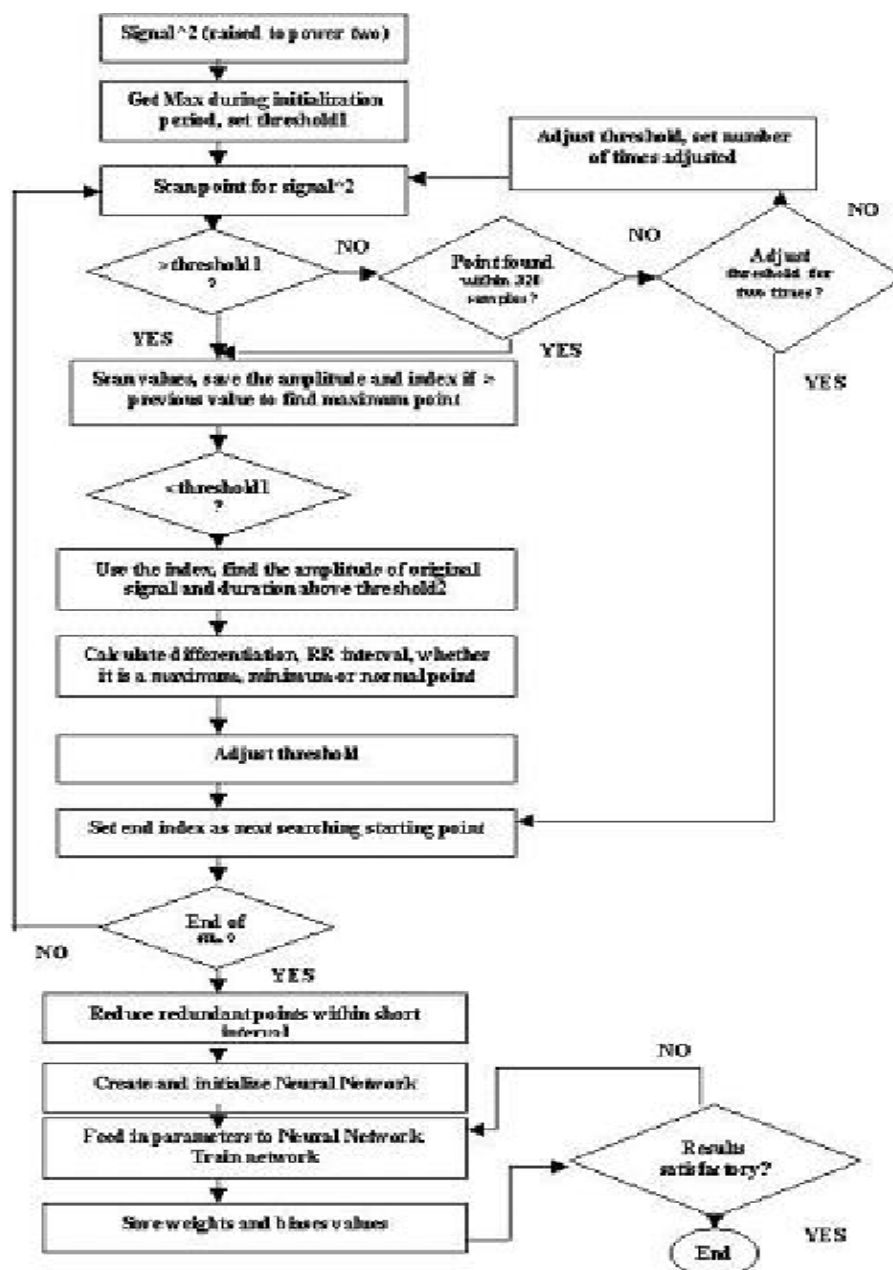 Signal^2 (raised to power two)
Get Max during initialization
period, set threshold1
Adjust threshold, set number
of times adjusted
Scan point for signal^2
NO
NO
NO
>threshold1
?
Point found
within 320
samples?
Adjust
threshold for
two times?
YES
YES
YES
Scan values, save the amplitude and index if >
previous value to find maximum point
<threshold1
?
Use the index, find the amplitude of original
signal and duration above threshold2
Calculate differentiation, RR interval, whether
it is a maximum, minimum or normal point
Adjust threshold
Set end index as next searching starting point
End of
file?
NO
YES
Reduce redundant points within short
interval
NO
Create and initialise Neural Network
Feed in parameters to Neural Network
Train network
Results
satisfactory?
Store weights and biases values
YES
End